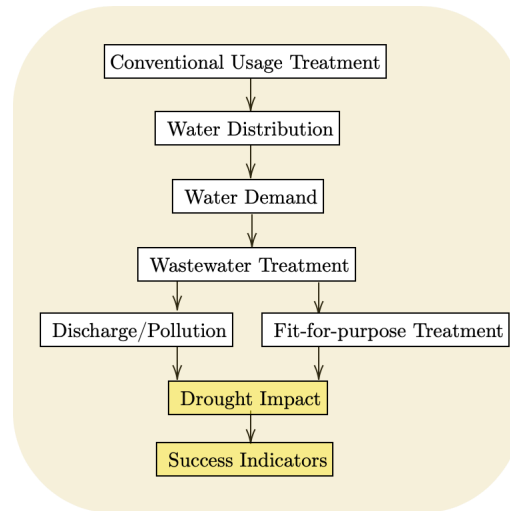 Conventional Usage Treatment
Water Distribution
Water Demand
Wastewater Treatment
Discharge/Pollution
Fit-for-purpose Treatment
Drought Impact
Success Indicators